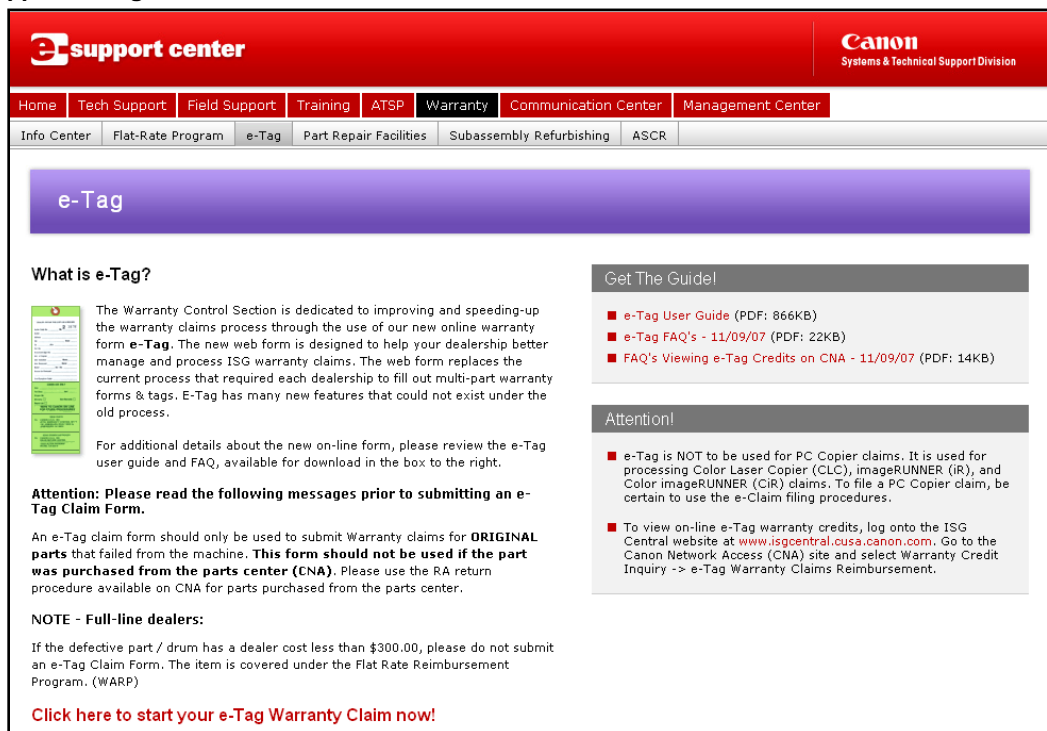 e-support center
Canon
Systems & Technical Support Division
Home Tech Support Field Support Training ATSP Warranty Communication Center Management Center
Info Center Flat-Rate Program e-Tag Part Repair Facilities Subassembly Refurbishing ASCR
e-Tag
What is e-Tag?
The Warranty Control Section is dedicated to improving and speeding-up
the warranty claims process through the use of our new online warranty
form e-Tag. The new web form is designed to help your dealership better
manage and process ISG warranty claims. The web form replaces the
current process that required each dealership to fill out multi-part warranty
forms & tags. E-Tag has many new features that could not exist under the
old process.
For additional details about the new on-line form, please review the e-Tag
user guide and FAQ, available for download in the box to the right.
Attention: Please read the following messages prior to submitting an e-
Tag Claim Form.
An e-Tag claim form should only be used to submit Warranty claims for ORIGINAL
parts that failed from the machine. This form should not be used if the part
was purchased from the parts center (CNA). Please use the RA return
procedure available on CNA for parts purchased from the parts center.
NOTE - Full-line dealers:
If the defective part / drum has a dealer cost less than $300.00, please do not submit
an e-Tag Claim Form. The item is covered under the Flat Rate Reimbursement
Program. (WARP)
Click here to start your e-Tag Warranty Claim now!
Get The Guide!
e-Tag User Guide (PDF: 866KB)
e-Tag FAQ's - 11/09/07 (PDF: 22KB)
FAQ's Viewing e-Tag Credits on CNA - 11/09/07 (PDF: 14KB)
Attention!
e-Tag is NOT to be used for PC Copier claims. It is used for
processing Color Laser Copier (CLC), imageRUNNER (iR), and
Color imageRUNNER (CiR) claims. To file a PC Copier claim, be
certain to use the e-Claim filing procedures.
To view on-line e-Tag warranty credits, log onto the ISG
Central website at www.isgcentral.cusa.canon.com. Go to the
Canon Network Access (CNA) site and select Warranty Credit
Inquiry -> e-Tag Warranty Claims Reimbursement.